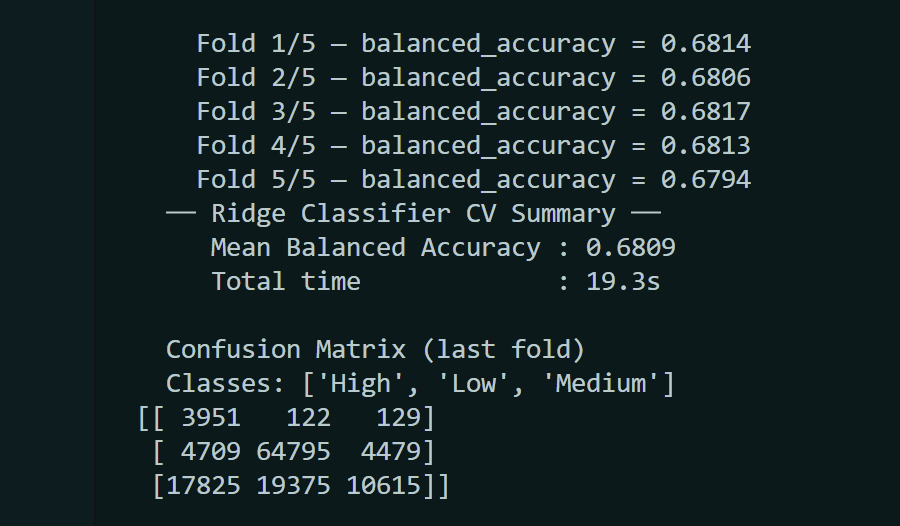 Fold 1/5 — balanced_accuracy = 0.6814
Fold 2/5 — balanced_accuracy = 0.6806
Fold 3/5 — balanced_accuracy = 0.6817
Fold 4/5 — balanced_accuracy = 0.6813
Fold 5/5 — balanced_accuracy = 0.6794
── Ridge Classifier CV Summary ──
Mean Balanced Accuracy : 0.6809
Total time             : 19.3s
Confusion Matrix (last fold)
Classes: ['High', 'Low', 'Medium']
[[ 3951   122   129]
 [ 4709 64795  4479]
 [17825 19375 10615]]